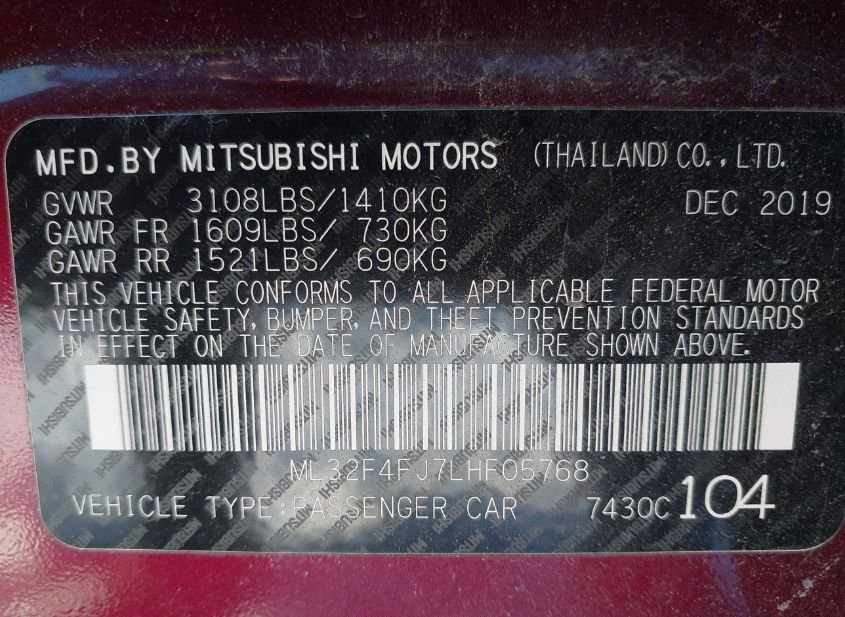 MFD.BY MITSUBISHI MOTORS (THAILAND) CO.,LTD.
GVWR 3108LBS/1410KG DEC 2019
GAWR FR 1609LBS/ 730KG
GAWR RR 1521LBS/ 690KG
THIS VEHICLE CONFORMS TO ALL APPLICABLE FEDERAL MOTOR
VEHICLE SAFETY, BUMPER, AND THEFT PREVENTION STANDARDS
IN EFFECT ON THE DATE OF MANUFACTURE SHOWN ABOVE.
ML32F4FJ7LHF05768
VEHICLE TYPE:PASSENGER CAR 7430C 104